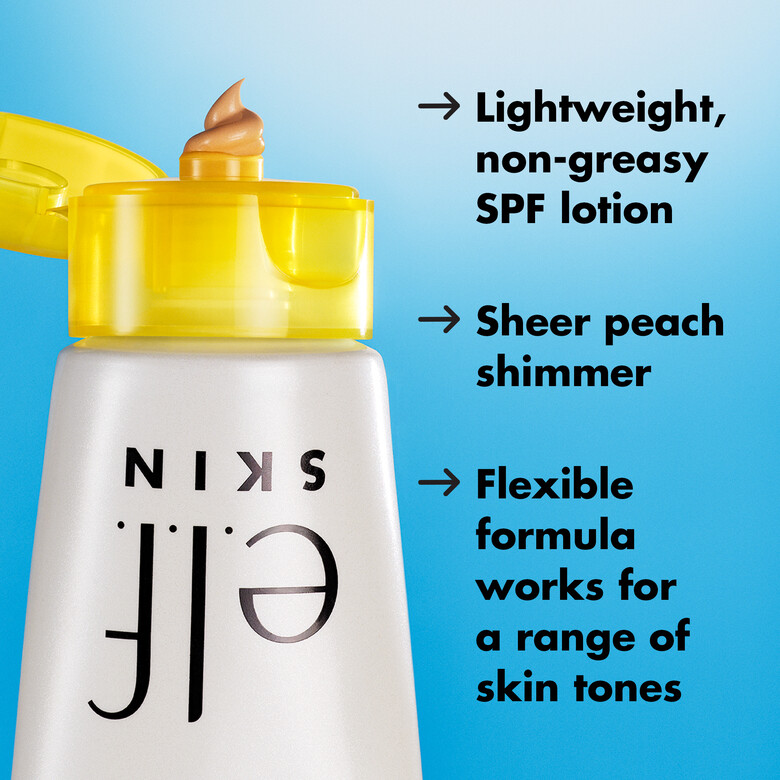 → Lightweight,
non-greasy
SPF lotion
→ Sheer peach
shimmer
→ Flexible
formula
works for
a range of
skin tones
e.l.f.
SKIN